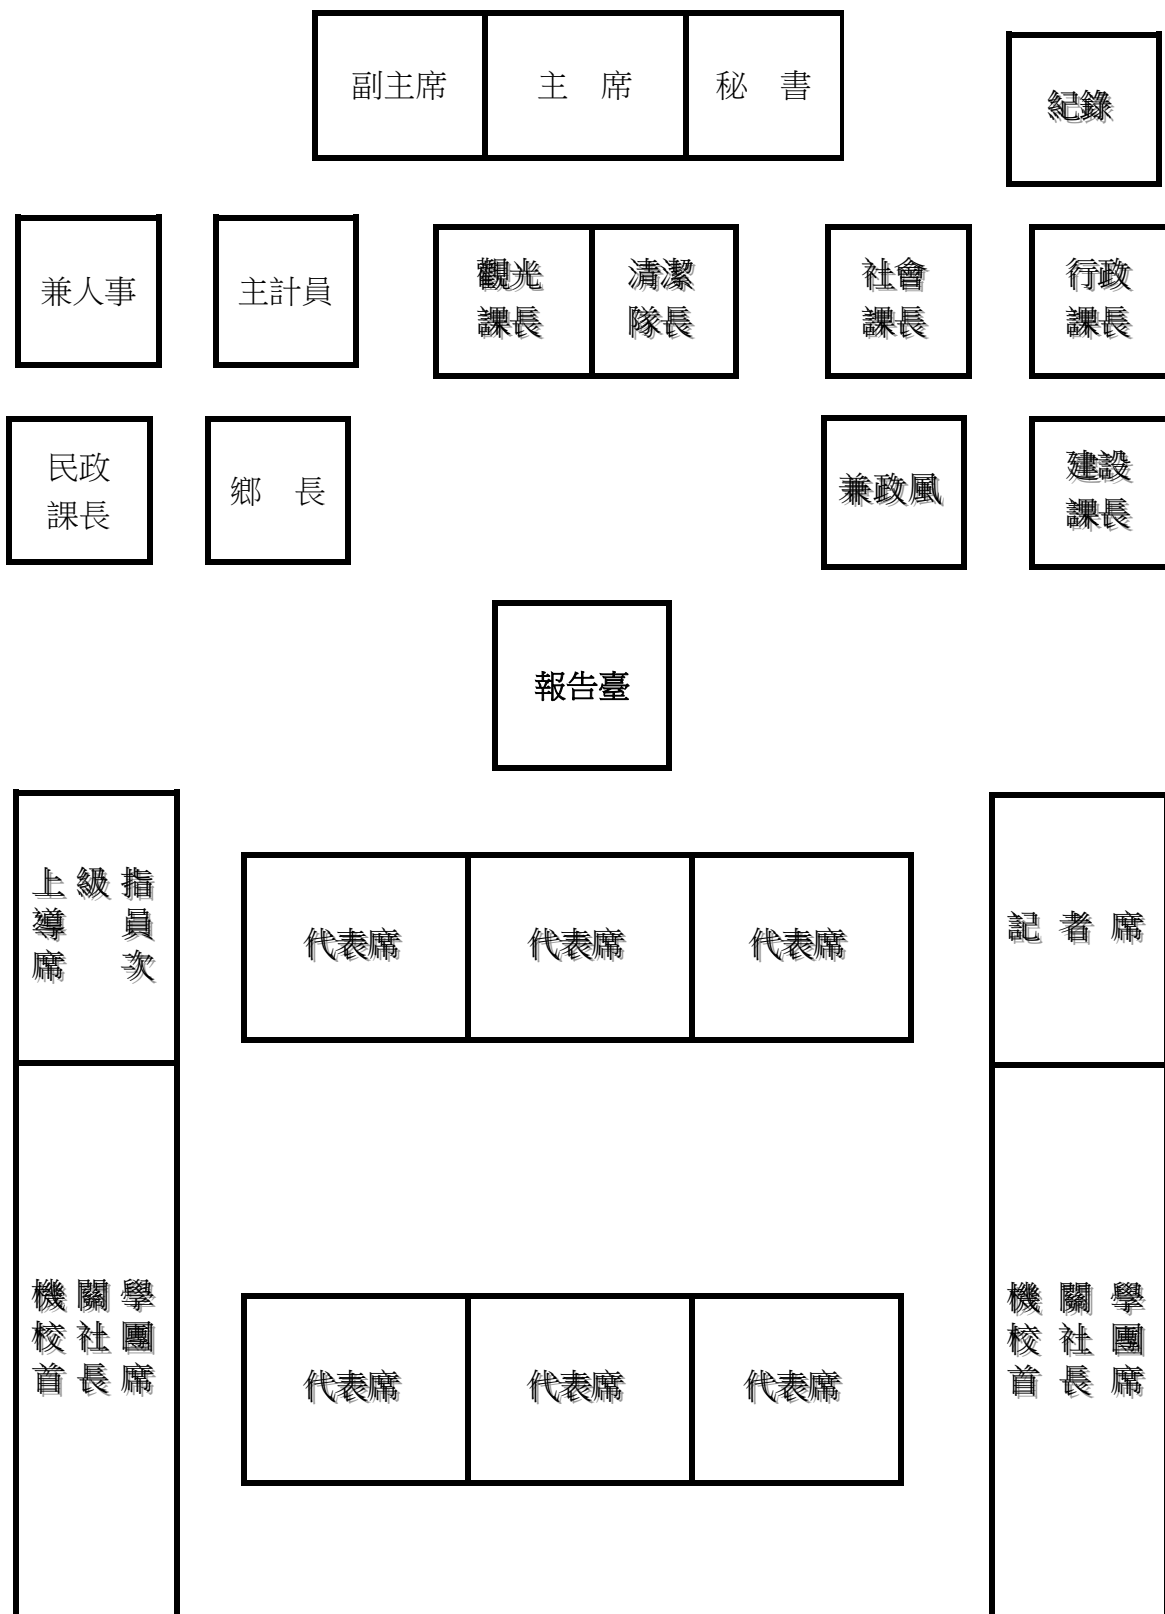 副主席
主　席
秘　書
紀錄
兼人事
主計員
觀光
課長
清潔
隊長
社會
課長
行政
課長
民政
課長
鄉　長
兼政風
建設
課長
報告臺
上級指
導　員
席　次
代表席
代表席
代表席
記者席
機關學
校社團
首長席
代表席
代表席
代表席
機關學
校社團
首長席